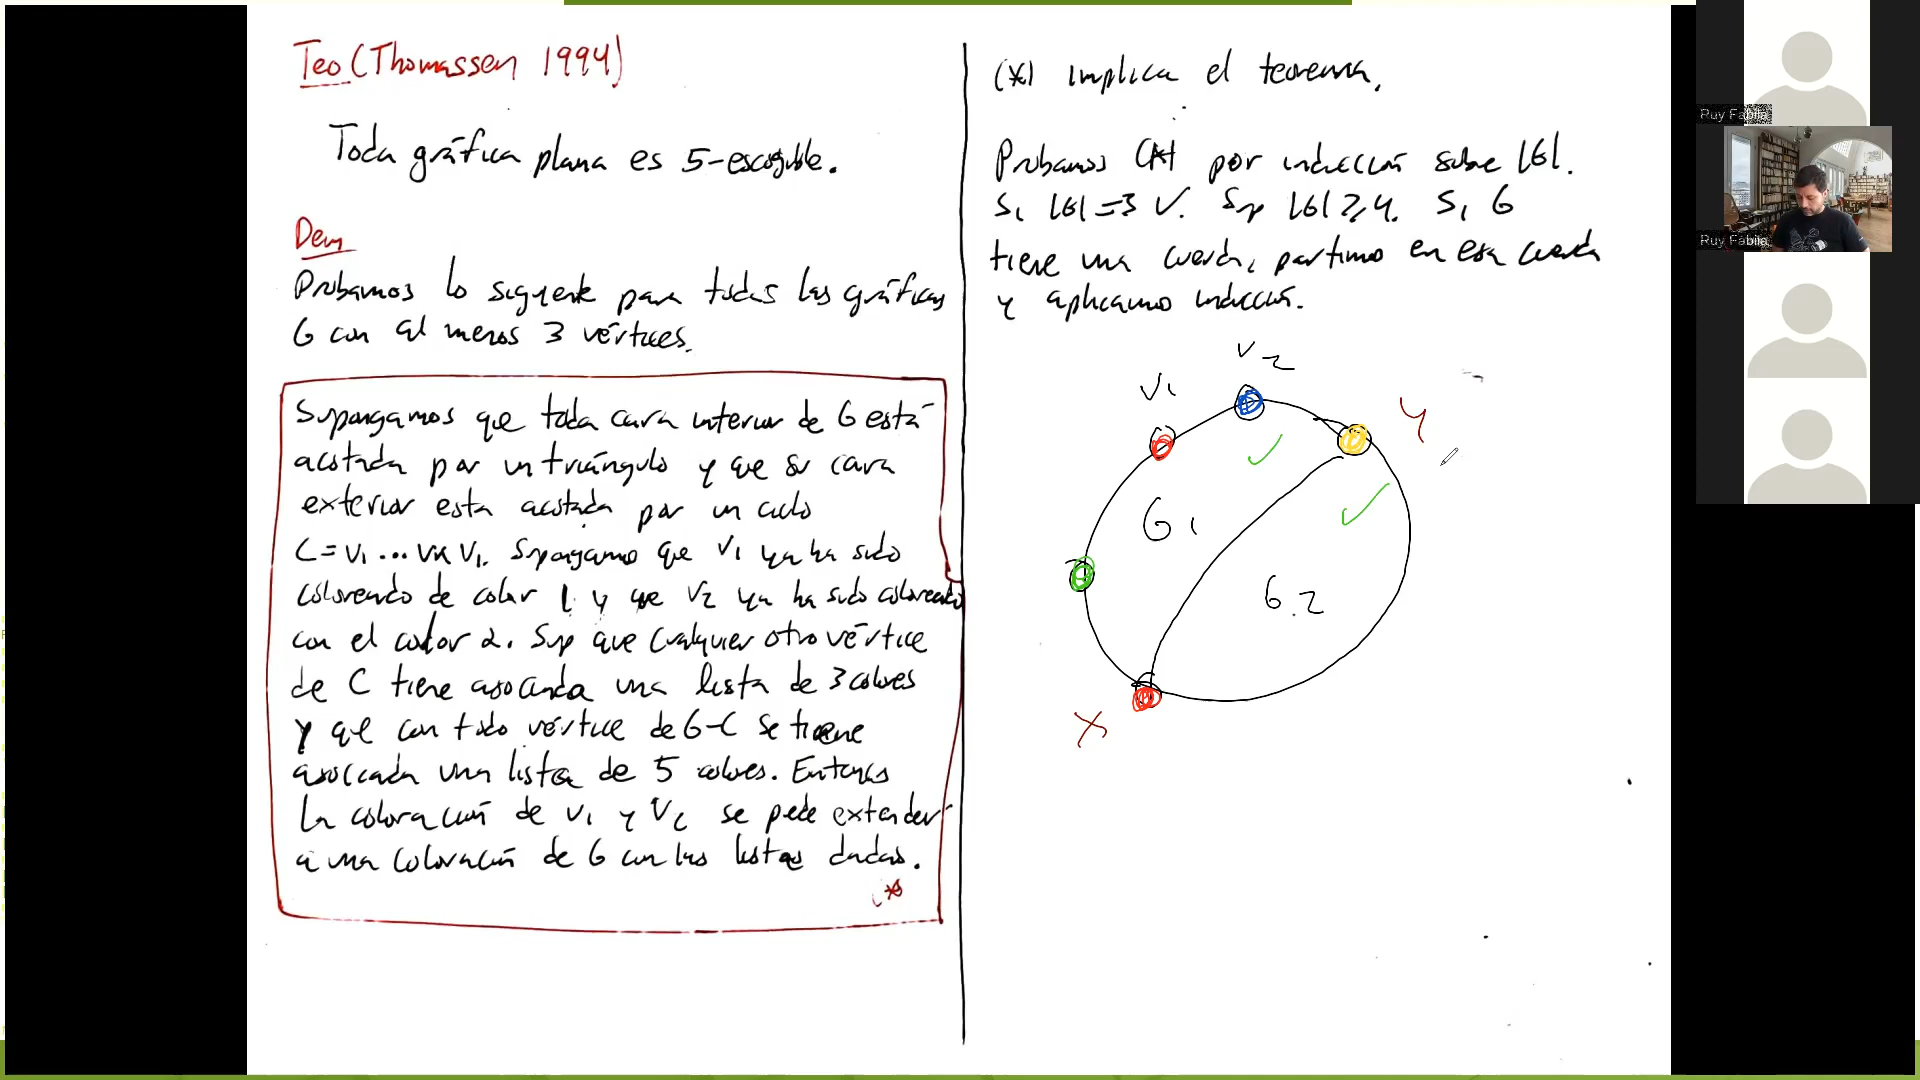 Teo (Thomassen 1994)
Toda gráfica plana es 5-escogible.
Dem
Probamos lo siguiente para todas las gráficas
G con al menos 3 vértices.
Supongamos que toda cara interior de G está
acotada por un triángulo y que su cara
exterior esta acotada por un ciclo
C=v1...vk v1. Supongamos que v1 ya ha sido
coloreado de color 1 y que v2 ya ha sido coloreado
con el color 2. Sup que cualquier otro vértice
de C tiene asociada una lista de 3 colores
y que con todo vértice de G-C se tiene
asociada una lista de 5 colores. Entonces
la coloración de v1 y v2 se puede extender
a una coloración de G con las listas dadas.
(*)
(*) implica el teorema.
Probamos (*) por inducción sobre |G|.
Si |G|=3 ✓. Sup |G|≥4. Si G
tiene una cuerda, partimo en esa cuerda
y aplicamo inducción.
v2
v1
y
G1
G2
x
Ruy Fabila
Ruy Fabila